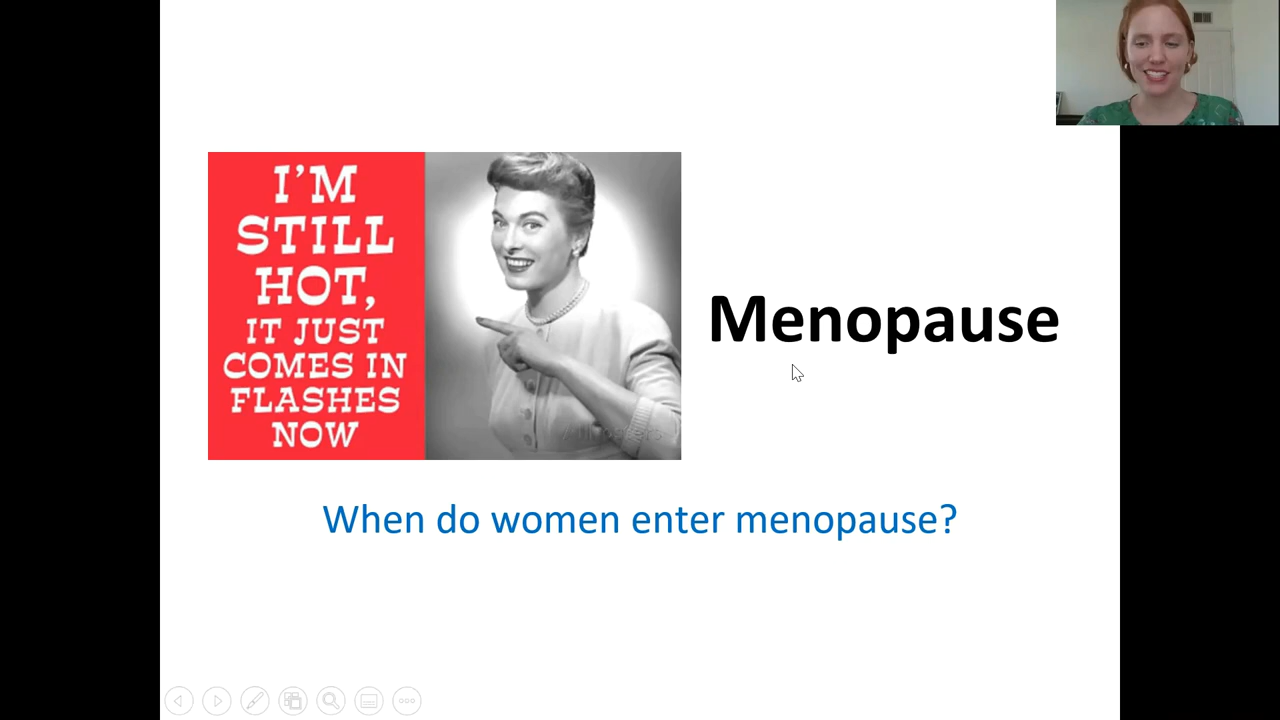 I'M
STILL
HOT,
IT JUST
COMES IN
FLASHES
NOW
Menopause
When do women enter menopause?